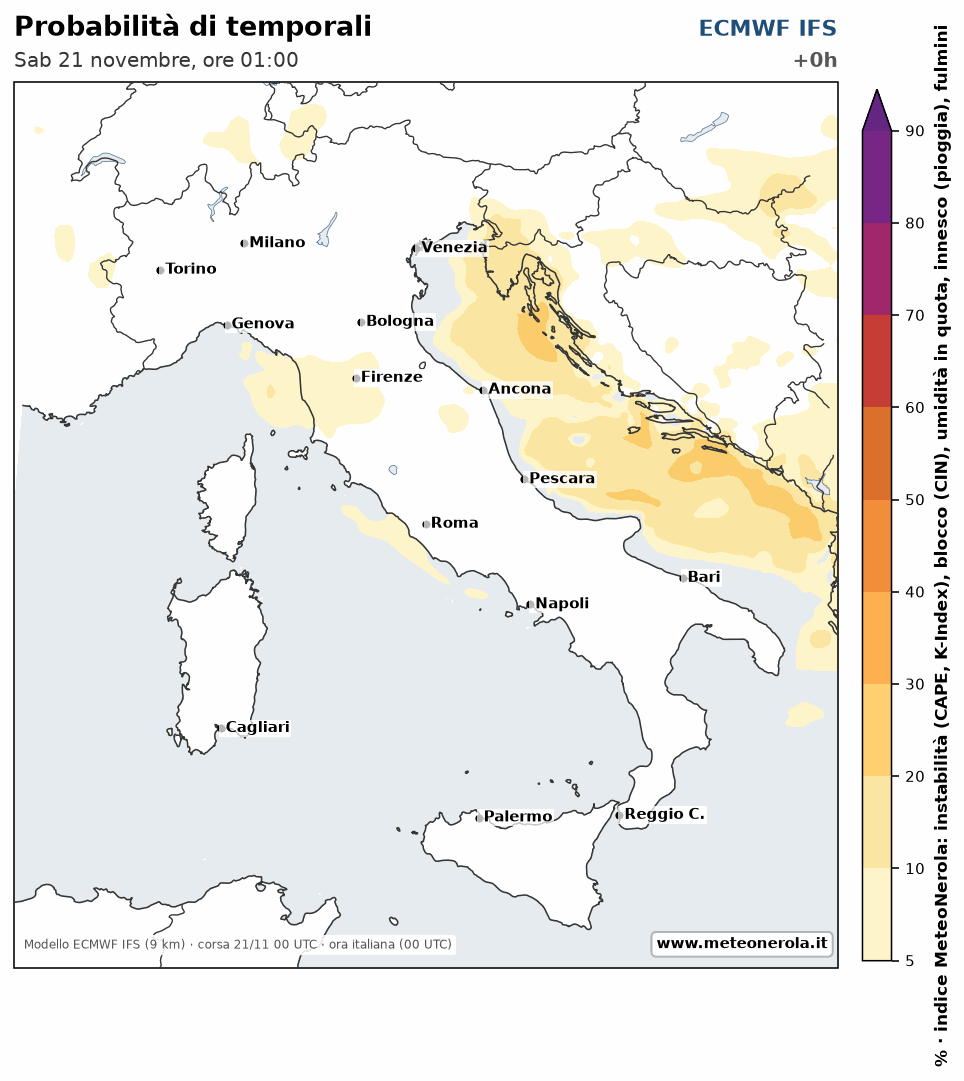 Probabilità di temporali
ECMWF IFS
Sab 21 novembre, ore 01:00
+0h
Milano
Venezia
Torino
Genova
Bologna
Firenze
Ancona
Pescara
Roma
Bari
Napoli
Cagliari
Palermo
Reggio C.
Modello ECMWF IFS (9 km) · corsa 21/11 00 UTC · ora italiana (00 UTC)
www.meteonerola.it
90
80
70
60
50
40
30
20
10
5
% · indice MeteoNerola: instabilità (CAPE, K-Index), blocco (CIN), umidità in quota, innesco (pioggia), fulmini